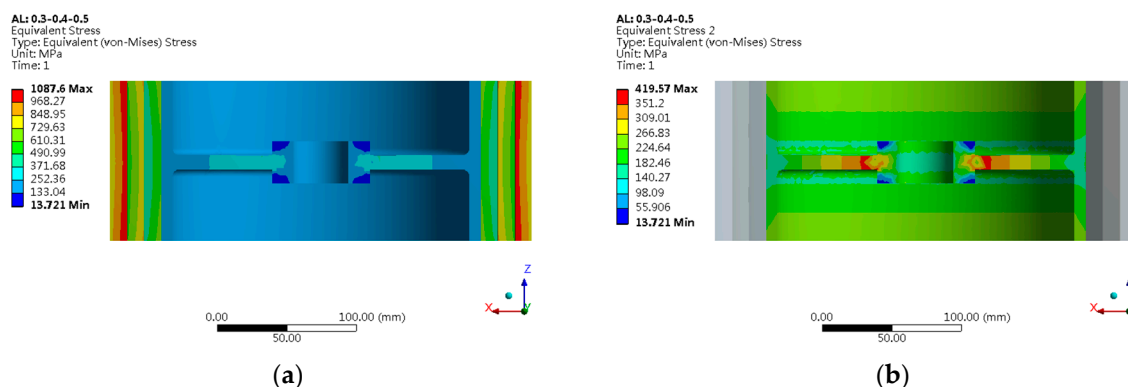 AL: 0.3-0.4-0.5
Equivalent Stress
Type: Equivalent (von-Mises) Stress
Unit: MPa
Time: 1
1087.6 Max
968.27
848.95
729.63
610.31
490.99
371.68
252.36
133.04
13.721 Min
Z
X
Y
0.00
100.00 (mm)
50.00
(a)
AL: 0.3-0.4-0.5
Equivalent Stress 2
Type: Equivalent (von-Mises) Stress
Unit: MPa
Time: 1
419.57 Max
351.2
309.01
266.83
224.64
182.46
140.27
98.09
55.906
13.721 Min
X
0.00
100.00 (mm)
50.00
(b)